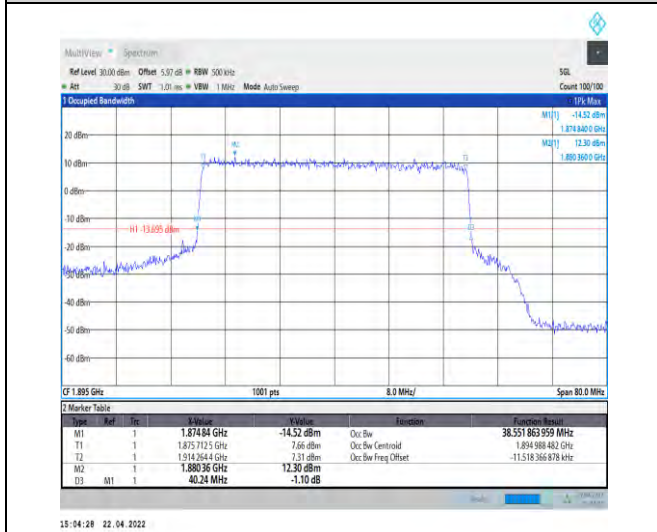 MultiView Spectrum
Ref Level 30.00 dBm Offset 5.97 dB RBW 500 kHz SGL
Att 30 dB SWT 1.01 ms VBW 1 MHz Mode Auto Sweep Count 100/100
1 Occupied Bandwidth 1Pk Max
M1[1] -14.52 dBm
1.874 840 0 GHz
M2[1] 12.30 dBm
1.880 360 0 GHz
20 dBm
M2
T1
T2
10 dBm
0 dBm
-10 dBm
H1 -13.695 dBm
M1
D3
-30 dBm
-40 dBm
-50 dBm
-60 dBm
CF 1.895 GHz 1001 pts 8.0 MHz/ Span 80.0 MHz
2 Marker Table
Type Ref Trc X-Value Y-Value Function Function Result
M1 1 1.874 84 GHz -14.52 dBm Occ Bw 38.551 863 959 MHz
T1 1 1.875 712 5 GHz 7.66 dBm Occ Bw Centroid 1.894 988 482 GHz
T2 1 1.914 264 4 GHz 7.31 dBm Occ Bw Freq Offset -11.518 366 878 kHz
M2 1 1.880 36 GHz 12.30 dBm
D3 M1 1 40.24 MHz -1.10 dB
15:04:28 22.04.2022